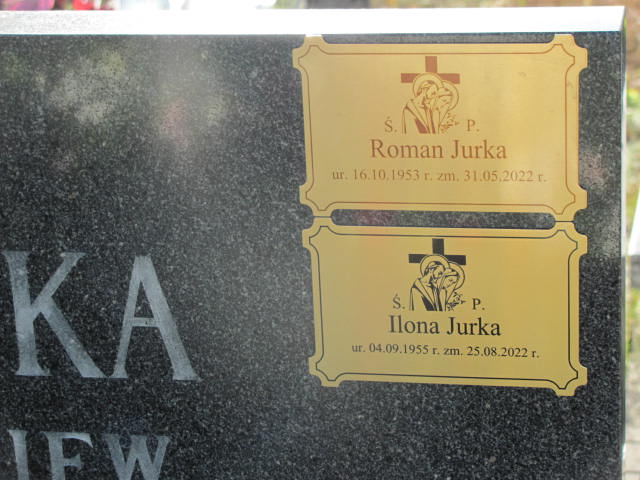 Ś. P.
Roman Jurka
ur. 16.10.1953 r. zm. 31.05.2022 r.
Ś. P.
Ilona Jurka
ur. 04.09.1955 r. zm. 25.08.2022 r.
KA
IEW